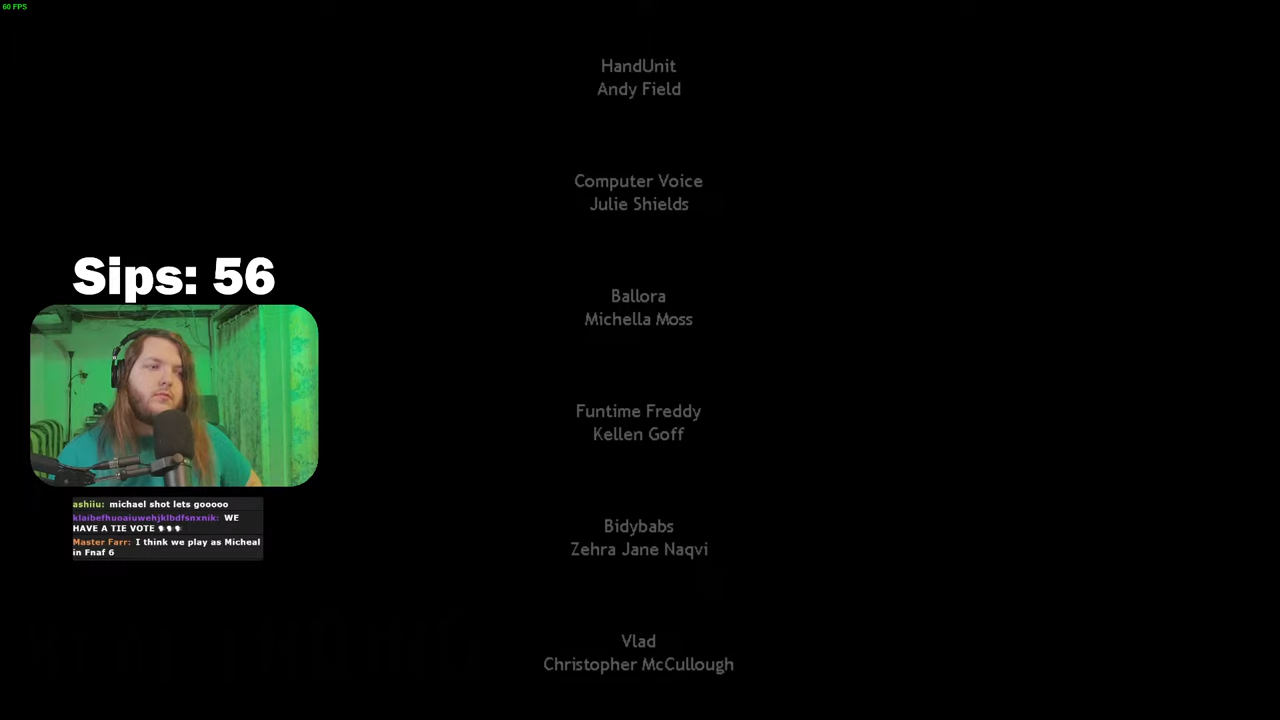 60 FPS
HandUnit
Andy Field
Computer Voice
Julie Shields
Ballora
Michella Moss
Funtime Freddy
Kellen Goff
Bidybabs
Zehra Jane Naqvi
Vlad
Christopher McCullough
Sips: 56
ashiiu: michael shot lets gooooo
klaibefhuoaiuwehjklbdfsnxnik: WE
HAVE A TIE VOTE
Master Farr: I think we play as Micheal
in Fnaf 6